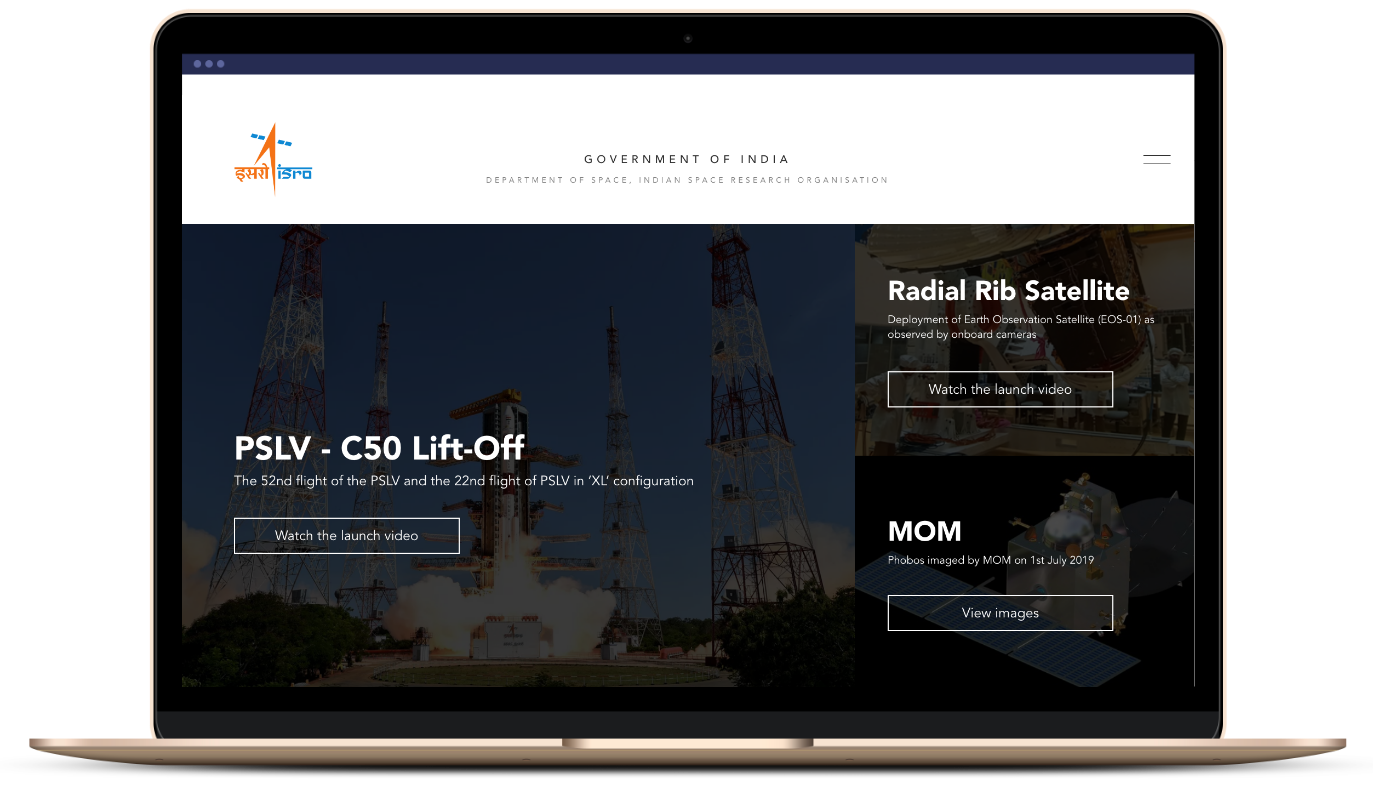 इसरो isro
GOVERNMENT OF INDIA
DEPARTMENT OF SPACE, INDIAN SPACE RESEARCH ORGANISATION
PSLV - C50 Lift-Off
The 52nd flight of the PSLV and the 22nd flight of PSLV in ‘XL’ configuration
Watch the launch video
Radial Rib Satellite
Deployment of Earth Observation Satellite (EOS-01) as
observed by onboard cameras
Watch the launch video
MOM
Phobos imaged by MOM on 1st July 2019
View images